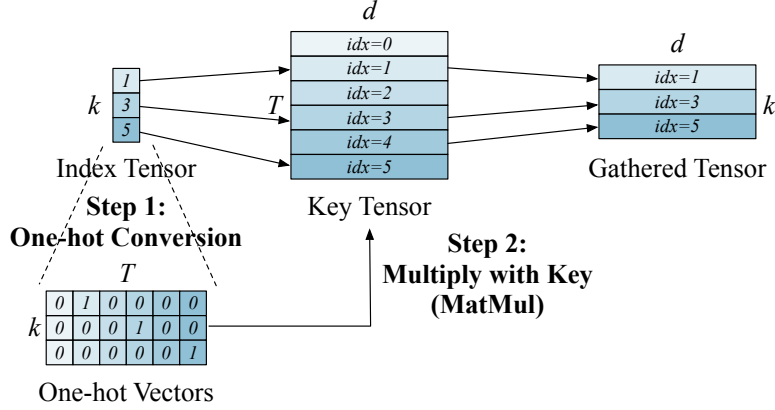 d
idx=0
idx=1
idx=2
idx=3
idx=4
idx=5
T
Key Tensor
k
1
3
5
Index Tensor
d
idx=1
idx=3
idx=5
k
Gathered Tensor
Step 1:
One-hot Conversion
Step 2:
Multiply with Key
(MatMul)
T
k
0 1 0 0 0 0
0 0 0 1 0 0
0 0 0 0 0 1
One-hot Vectors